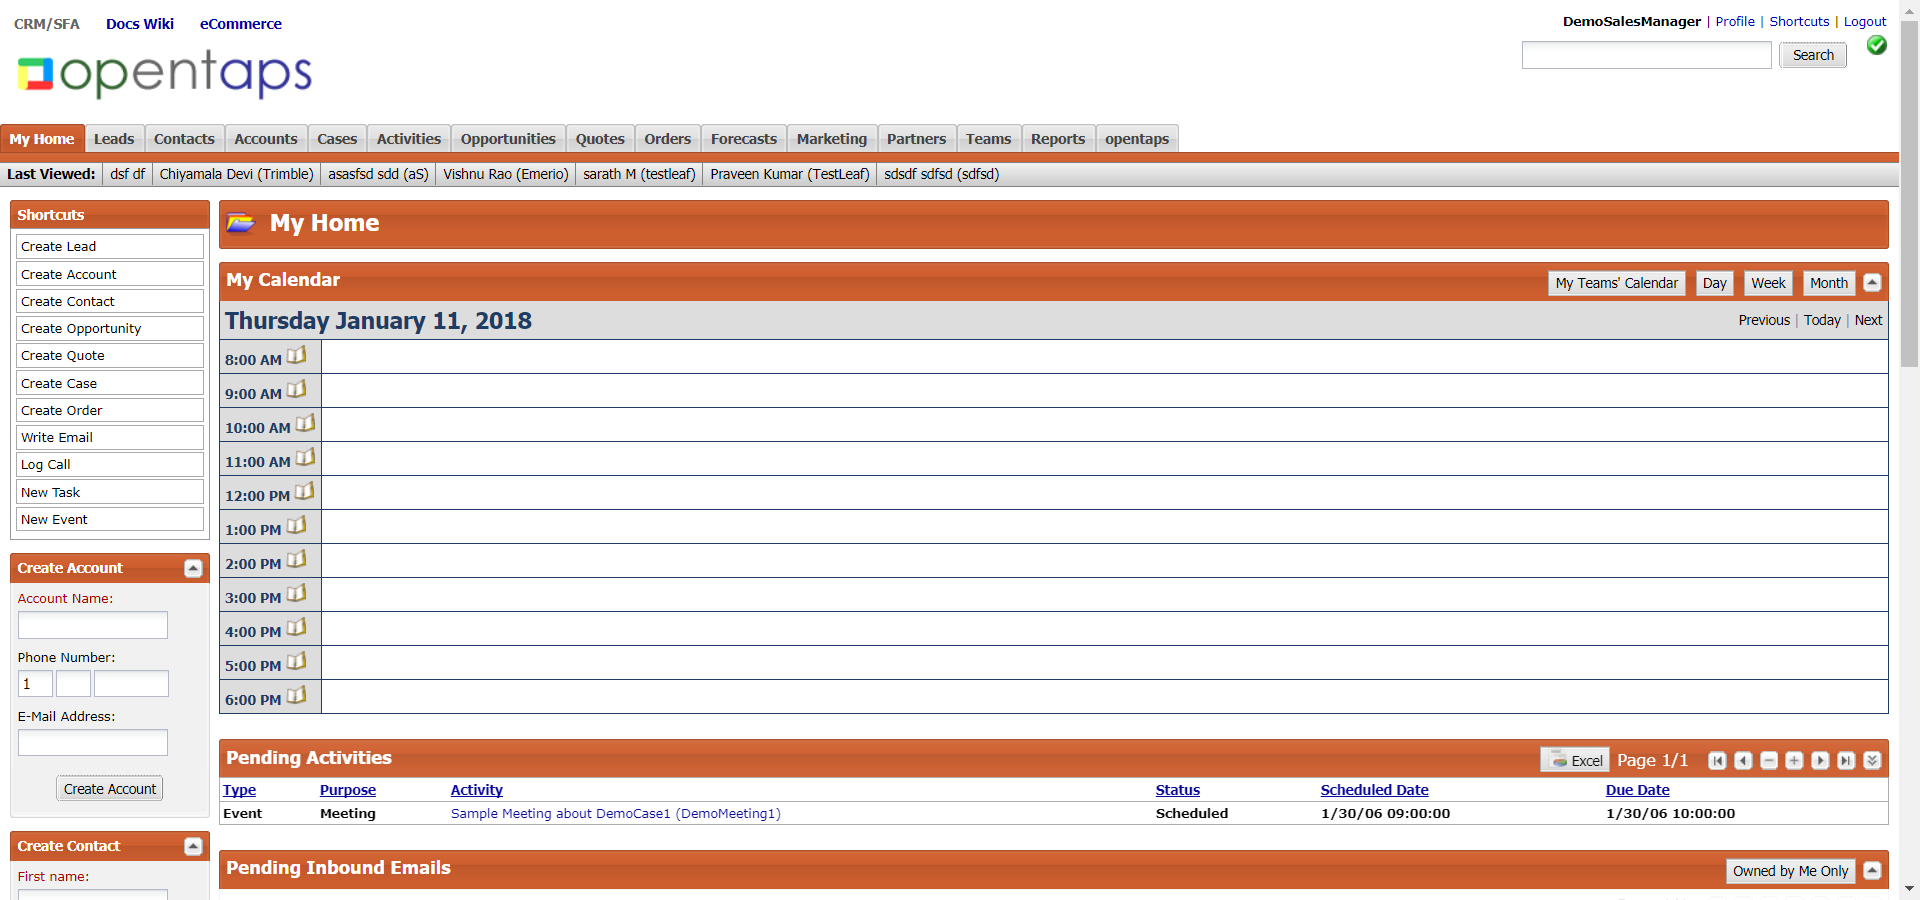 CRM/SFA Docs Wiki eCommerce
DemoSalesManager | Profile | Shortcuts | Logout
Search
opentaps
My Home Leads Contacts Accounts Cases Activities Opportunities Quotes Orders Forecasts Marketing Partners Teams Reports opentaps
Last Viewed: dsf df Chiyamala Devi (Trimble) asasfsd sdd (aS) Vishnu Rao (Emerio) sarath M (testleaf) Praveen Kumar (TestLeaf) sdsdf sdfsd (sdfsd)
Shortcuts
Create Lead
Create Account
Create Contact
Create Opportunity
Create Quote
Create Case
Create Order
Write Email
Log Call
New Task
New Event
Create Account
Account Name:
Phone Number:
1
E-Mail Address:
Create Account
Create Contact
First name:
My Home
My Calendar My Teams' Calendar Day Week Month
Thursday January 11, 2018 Previous | Today | Next
8:00 AM
9:00 AM
10:00 AM
11:00 AM
12:00 PM
1:00 PM
2:00 PM
3:00 PM
4:00 PM
5:00 PM
6:00 PM
Pending Activities Excel Page 1/1
Type Purpose Activity Status Scheduled Date Due Date
Event Meeting Sample Meeting about DemoCase1 (DemoMeeting1) Scheduled 1/30/06 09:00:00 1/30/06 10:00:00
Pending Inbound Emails Owned by Me Only